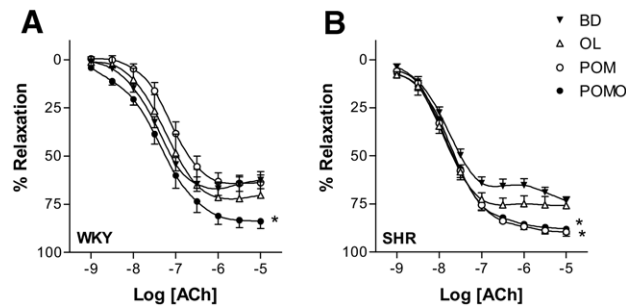 A
% Relaxation
0
25
50
75
100
WKY
*
-9 -8 -7 -6 -5
Log [ACh]
B
% Relaxation
0
25
50
75
100
SHR
*
*
-9 -8 -7 -6 -5
Log [ACh]
BD
OL
POM
POMO